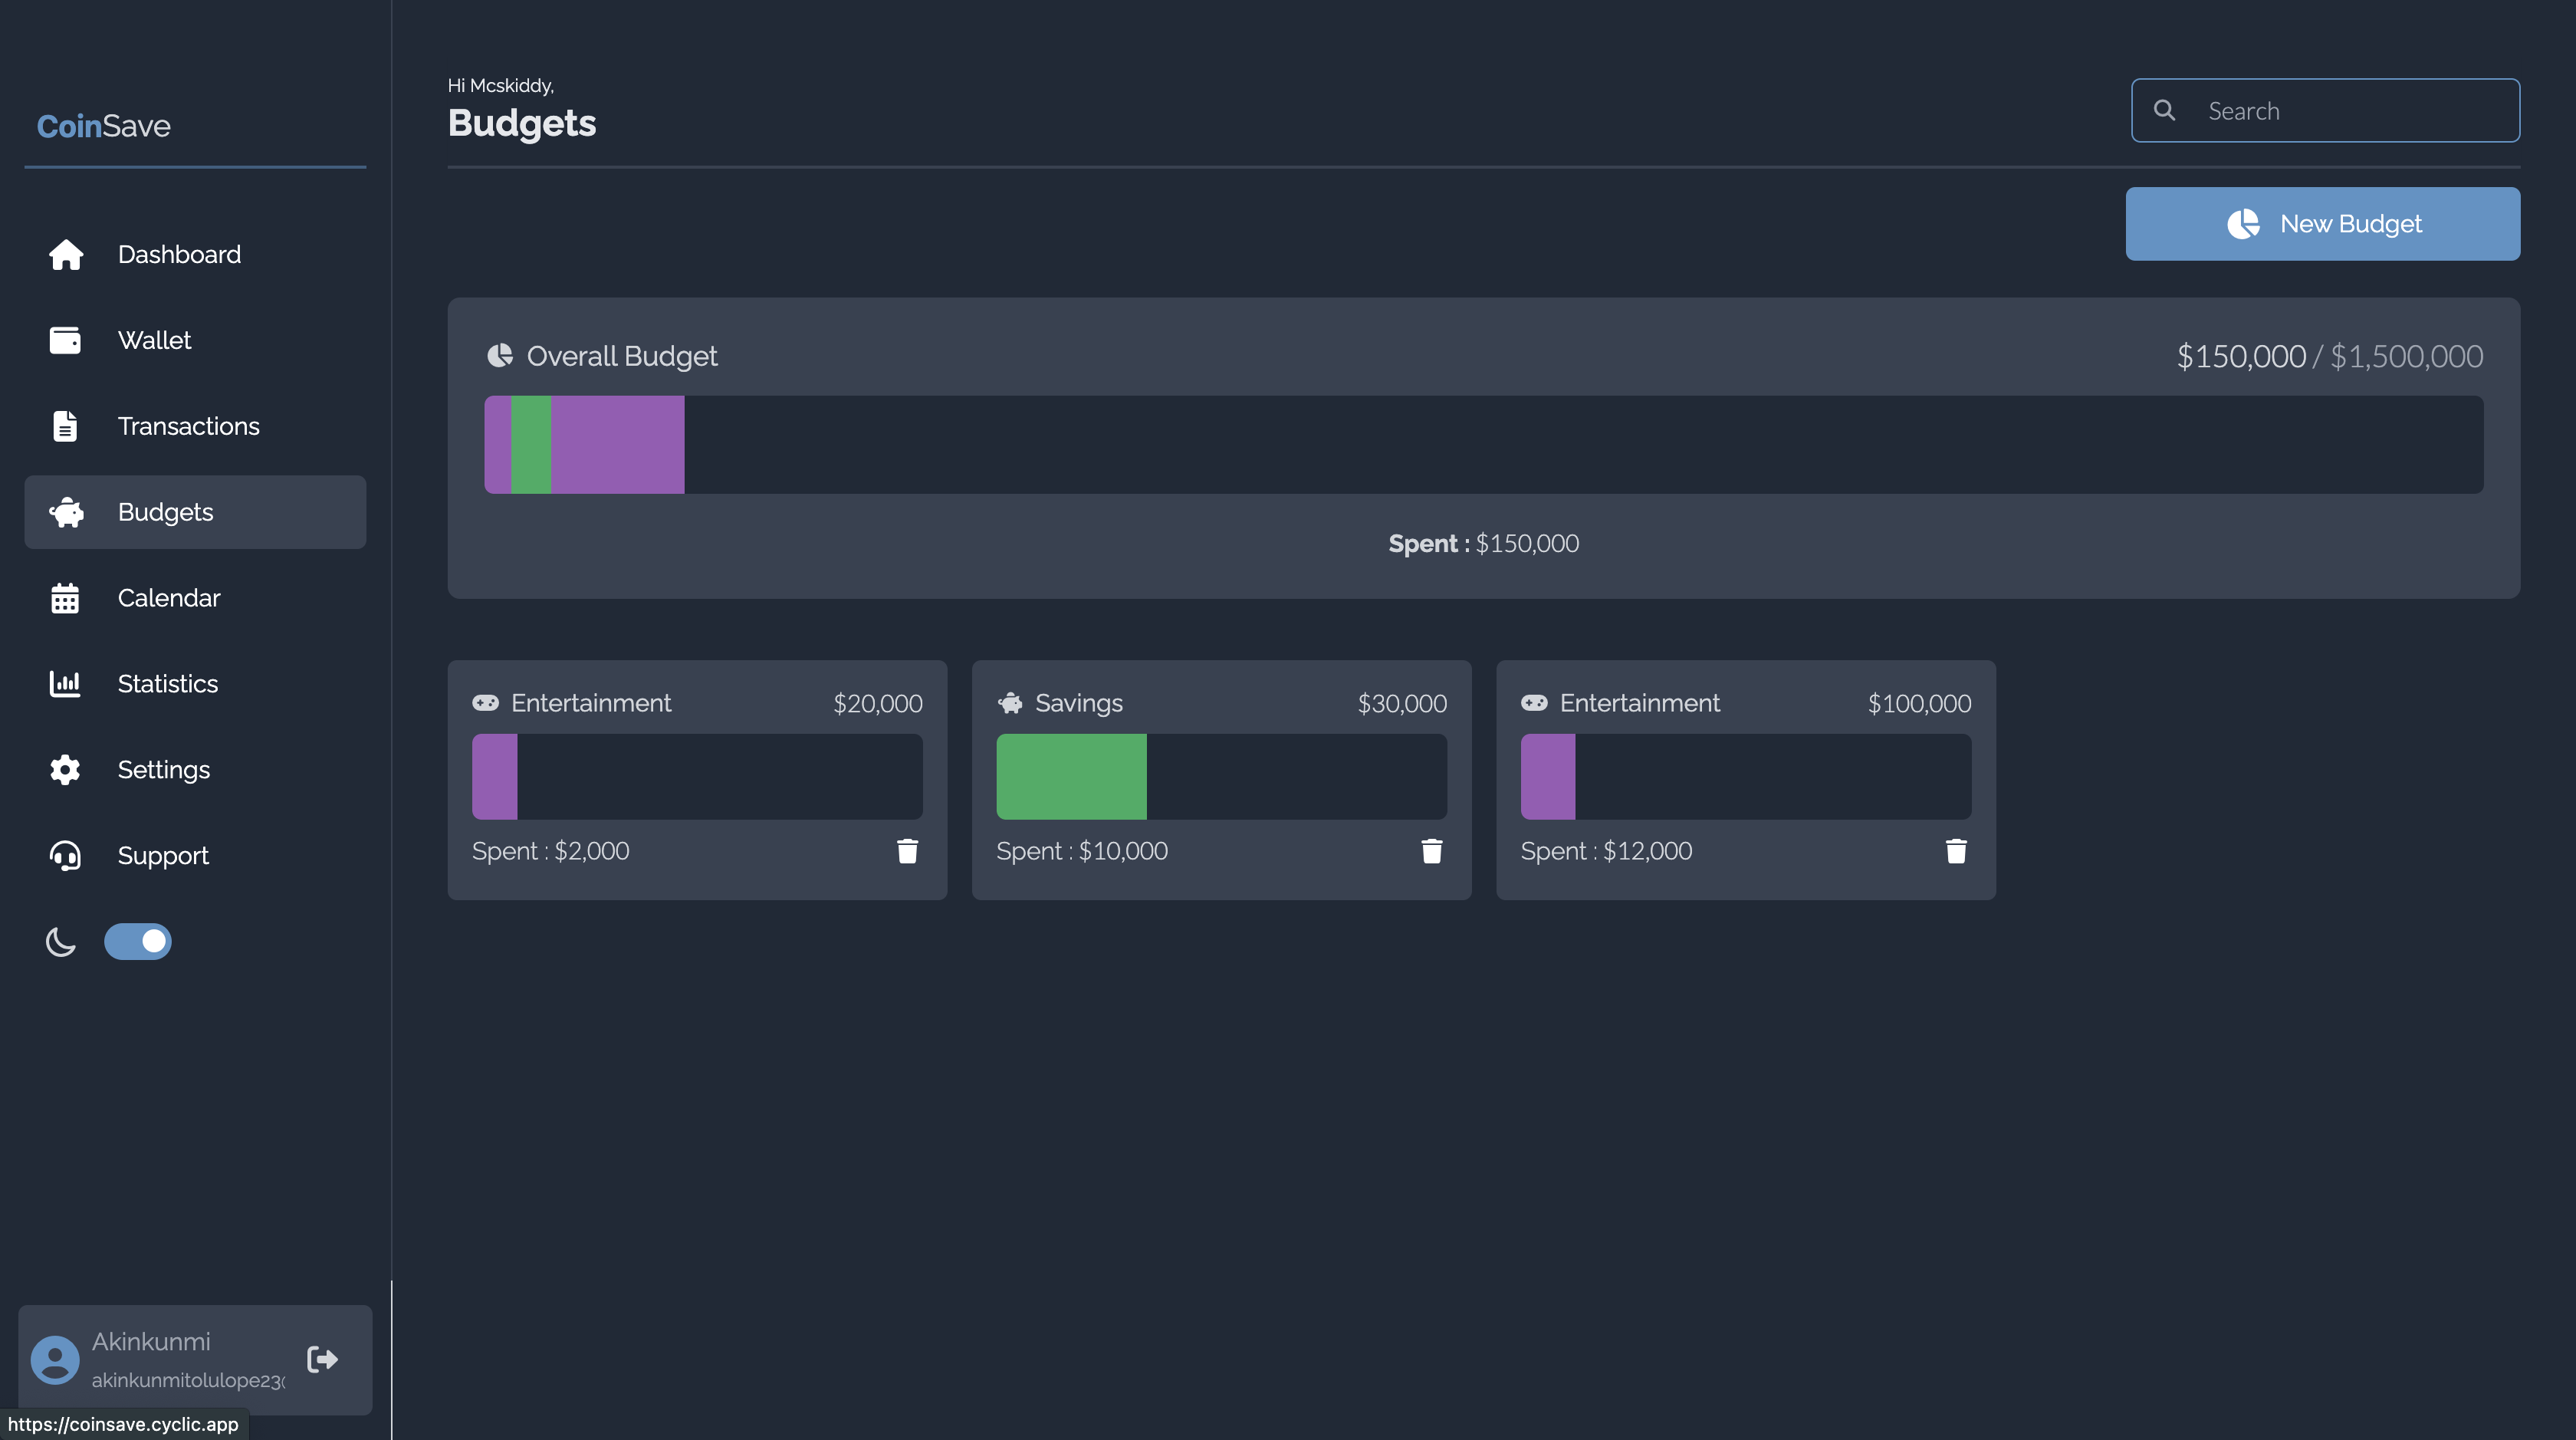 CoinSave
Dashboard
Wallet
Transactions
Budgets
Calendar
Statistics
Settings
Support
Akinkunmi
akinkunmitolulope23(
https://coinsave.cyclic.app
Hi Mcskiddy,
Budgets
Search
New Budget
Overall Budget $150,000 / $1,500,000
Spent : $150,000
Entertainment $20,000
Spent : $2,000
Savings $30,000
Spent : $10,000
Entertainment $100,000
Spent : $12,000